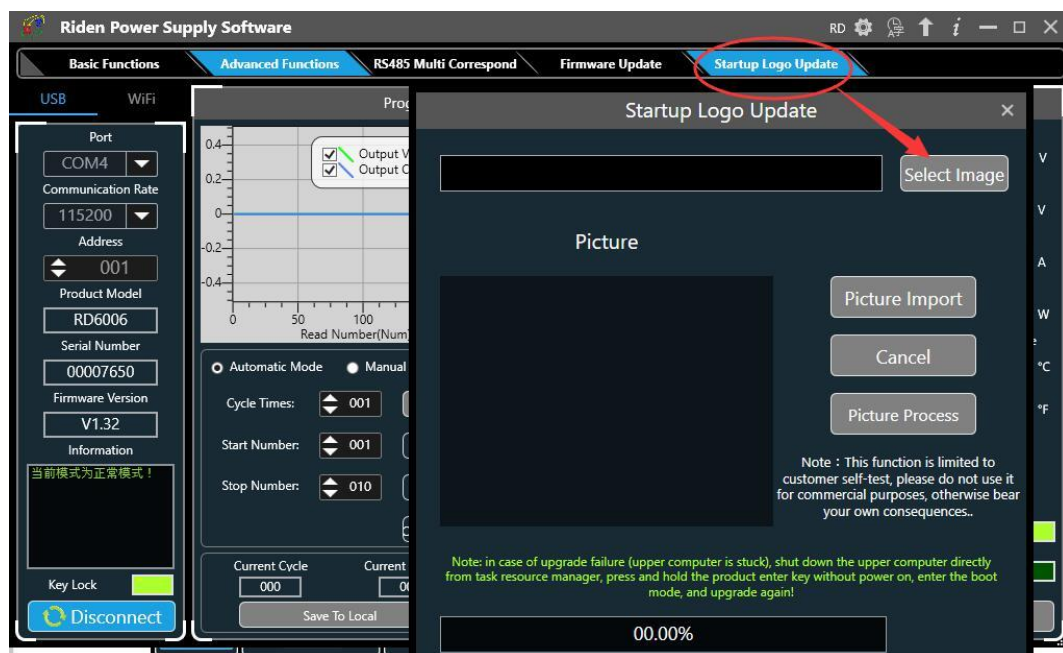 Riden Power Supply Software
RD
Basic Functions
Advanced Functions
RS485 Multi Correspond
Firmware Update
Startup Logo Update
USB
WiFi
Port
COM4
Communication Rate
115200
Address
001
Product Model
RD6006
Serial Number
00007650
Firmware Version
V1.32
Information
当前模式为正常模式！
Key Lock
Disconnect
0.4
0.2
0
-0.2
-0.4
Output V
Output C
0
50
100
Read Number(Num)
Automatic Mode
Manual
Cycle Times:
001
Start Number:
001
Stop Number:
010
Current Cycle
Current
000
Save To Local
Startup Logo Update
Select Image
Picture
Picture Import
Cancel
Picture Process
Note：This function is limited to
customer self-test, please do not use it
for commercial purposes, otherwise bear
your own consequences..
Note: in case of upgrade failure (upper computer is stuck), shut down the upper computer directly
from task resource manager, press and hold the product enter key without power on, enter the boot
mode, and upgrade again!
00.00%
V
V
A
W
°C
°F